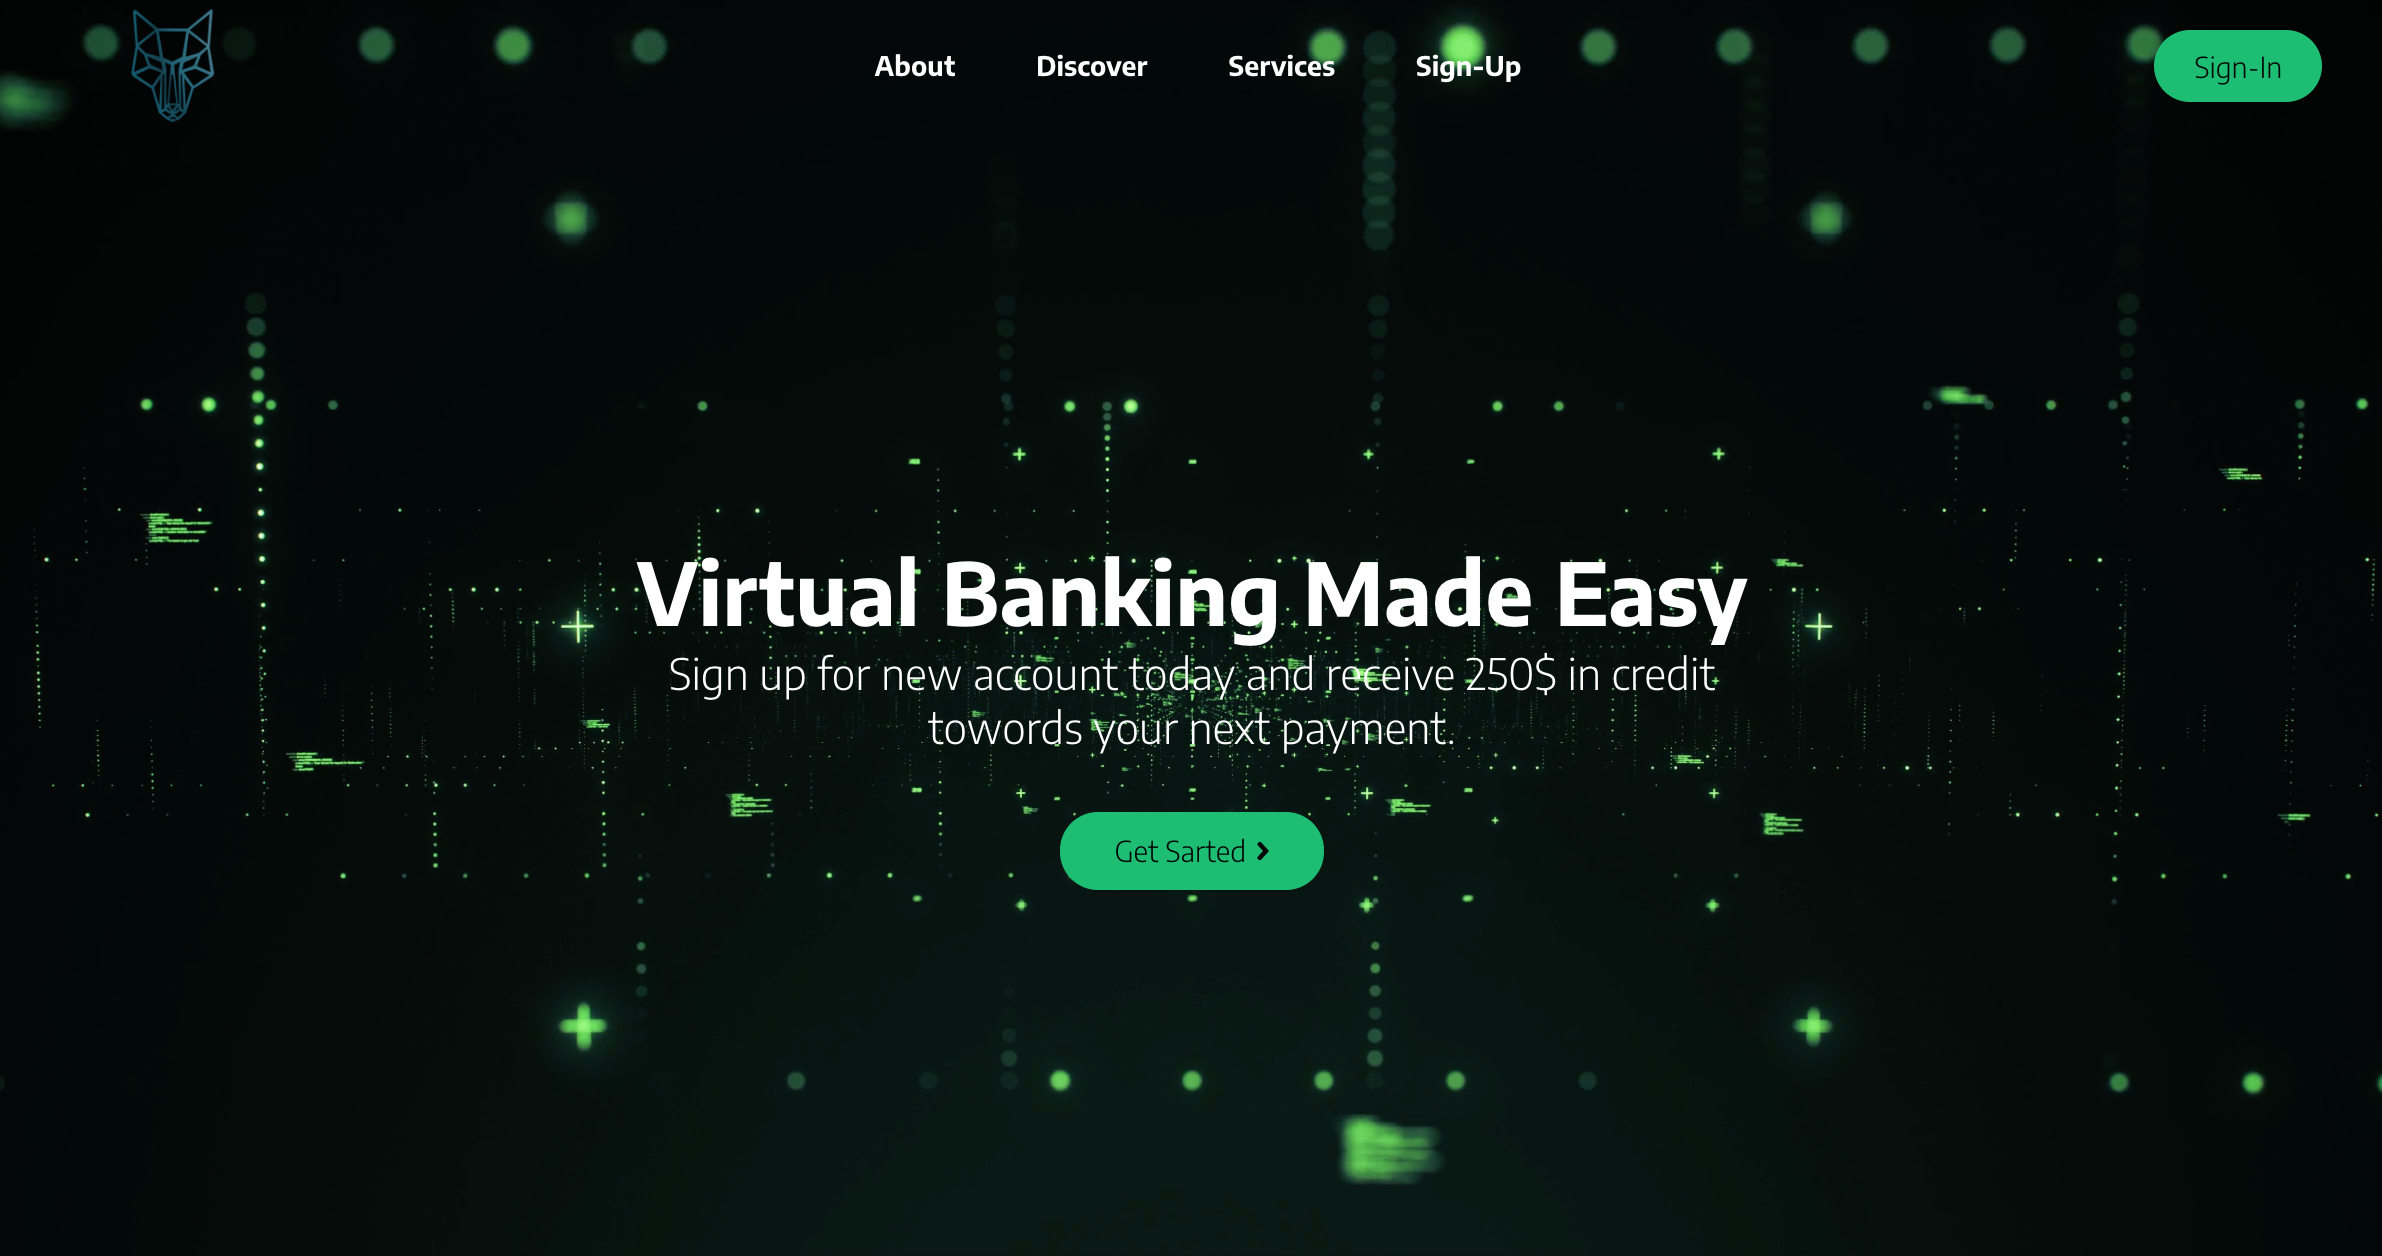 About
Discover
Services
Sign-Up
Sign-In
Virtual Banking Made Easy
Sign up for new account today and receive 250$ in credit
towords your next payment.
Get Sarted